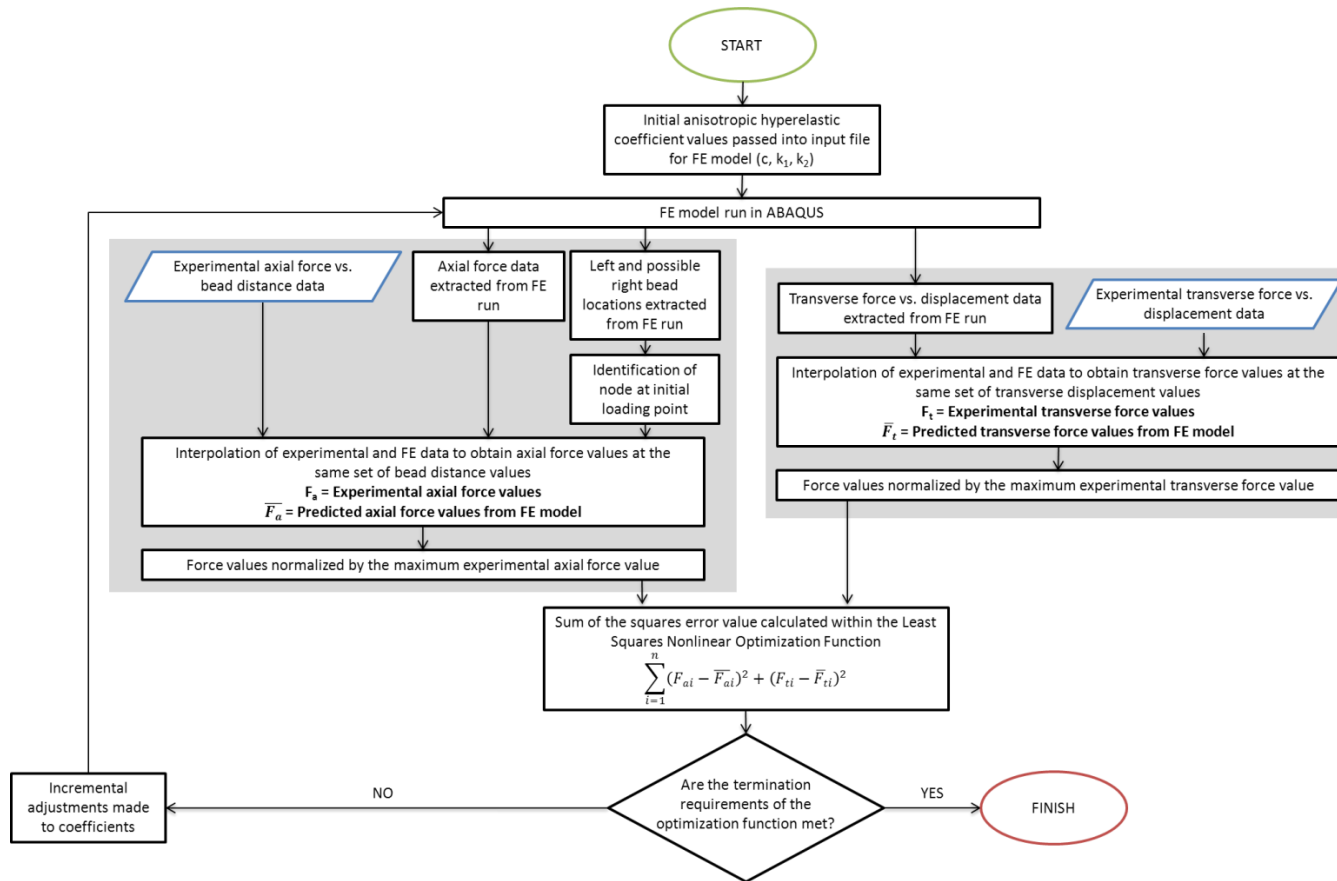 START
Initial anisotropic hyperelastic
coefficient values passed into input file
for FE model (c, k₁, k₂)
FE model run in ABAQUS
Experimental axial force vs.
bead distance data
Axial force data
extracted from FE
run
Left and possible
right bead
locations extracted
from FE run
Identification of
node at initial
loading point
Interpolation of experimental and FE data to obtain axial force values at the
same set of bead distance values
Fₐ = Experimental axial force values
F̅ₐ = Predicted axial force values from FE model
Force values normalized by the maximum experimental axial force value
Transverse force vs. displacement data
extracted from FE run
Experimental transverse force vs.
displacement data
Interpolation of experimental and FE data to obtain transverse force values at the
same set of transverse displacement values
Fₜ = Experimental transverse force values
F̅ₜ = Predicted transverse force values from FE model
Force values normalized by the maximum experimental transverse force value
Sum of the squares error value calculated within the Least
Squares Nonlinear Optimization Function
n
∑ (Fₐᵢ − F̅ₐᵢ)² + (Fₜᵢ − F̅ₜᵢ)²
i=1
Are the termination
requirements of the
optimization function met?
NO
YES
Incremental
adjustments made
to coefficients
FINISH